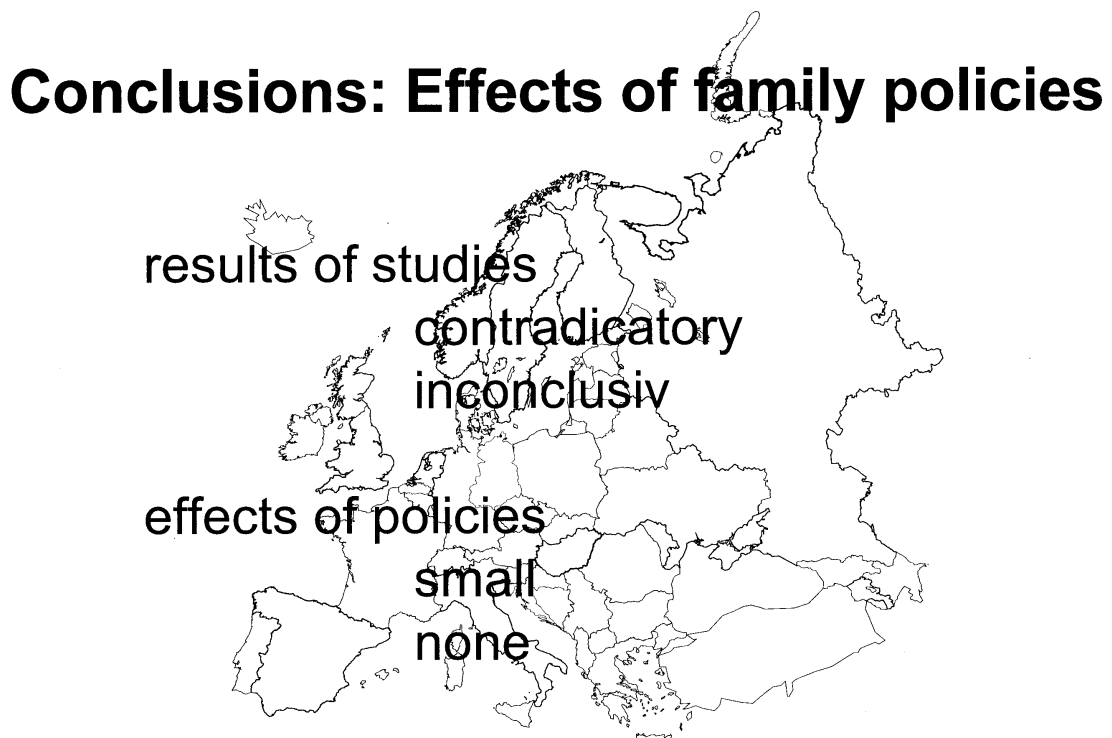 Conclusions: Effects of family policies
results of studies
contradicatory
inconclusiv
effects of policies
small
none